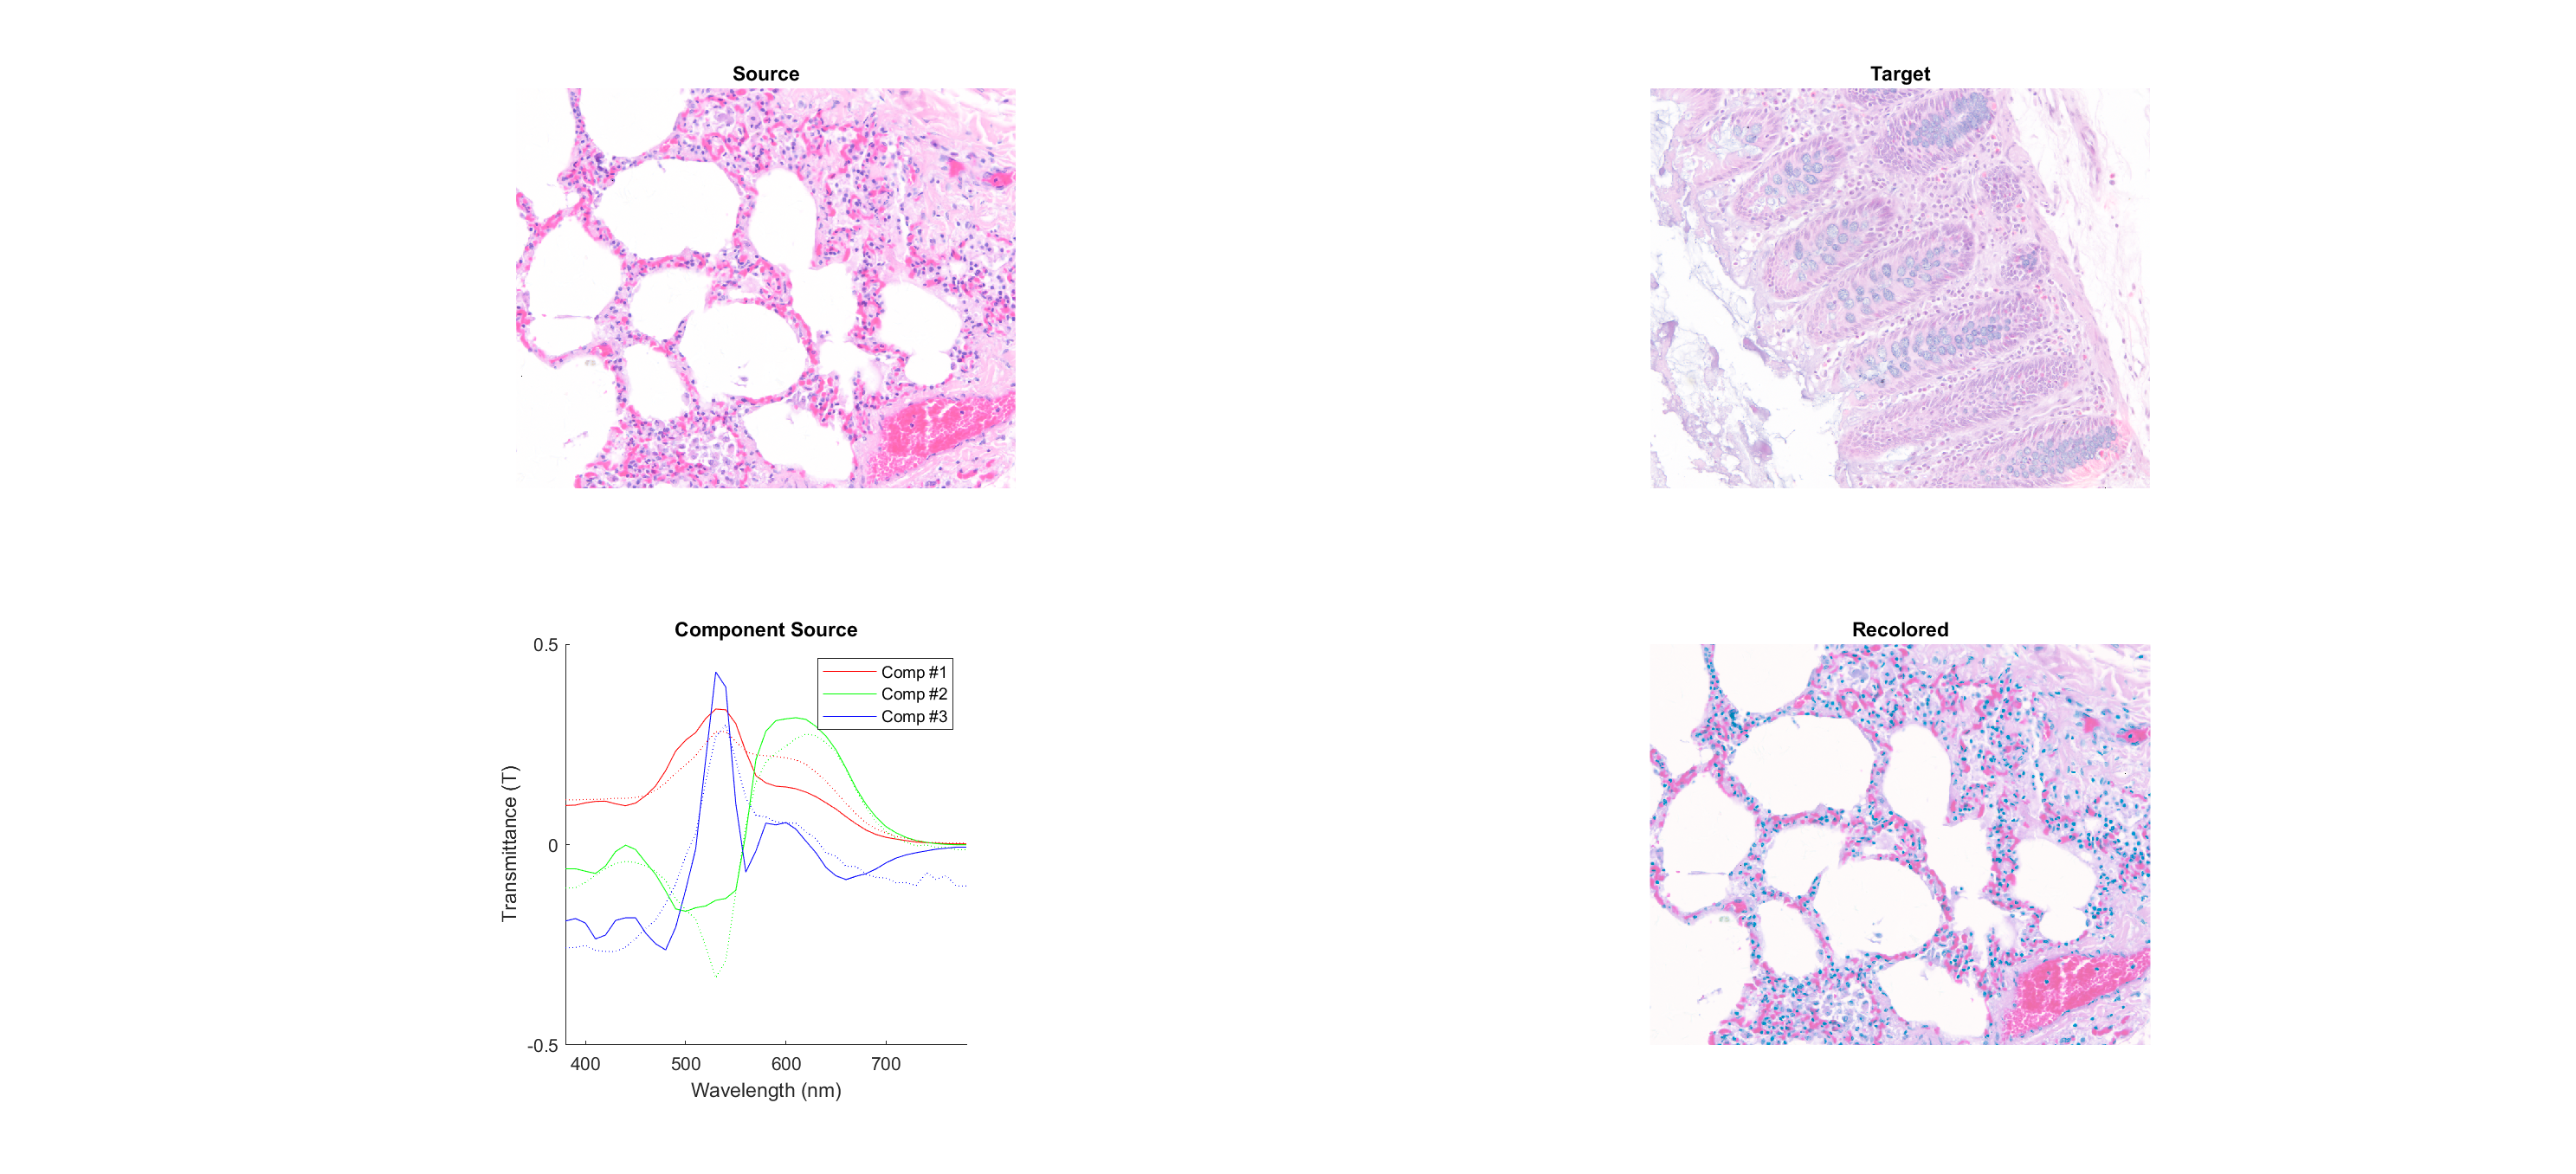 Source
Target
Component Source
0.5
0
-0.5
Transmittance (T)
Comp #1
Comp #2
Comp #3
400 500 600 700
Wavelength (nm)
Recolored